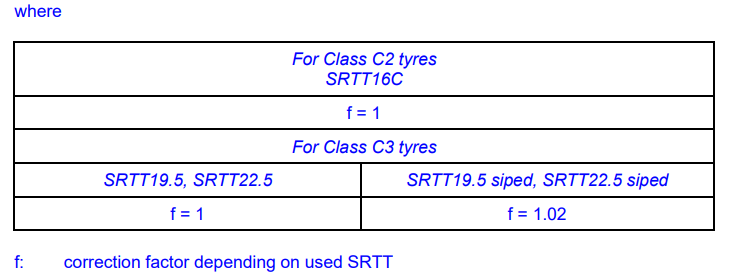 where
For Class C2 tyres
SRTT16C
f = 1
For Class C3 tyres
SRTT19.5, SRTT22.5
SRTT19.5 siped, SRTT22.5 siped
f = 1
f = 1.02
f: correction factor depending on used SRTT